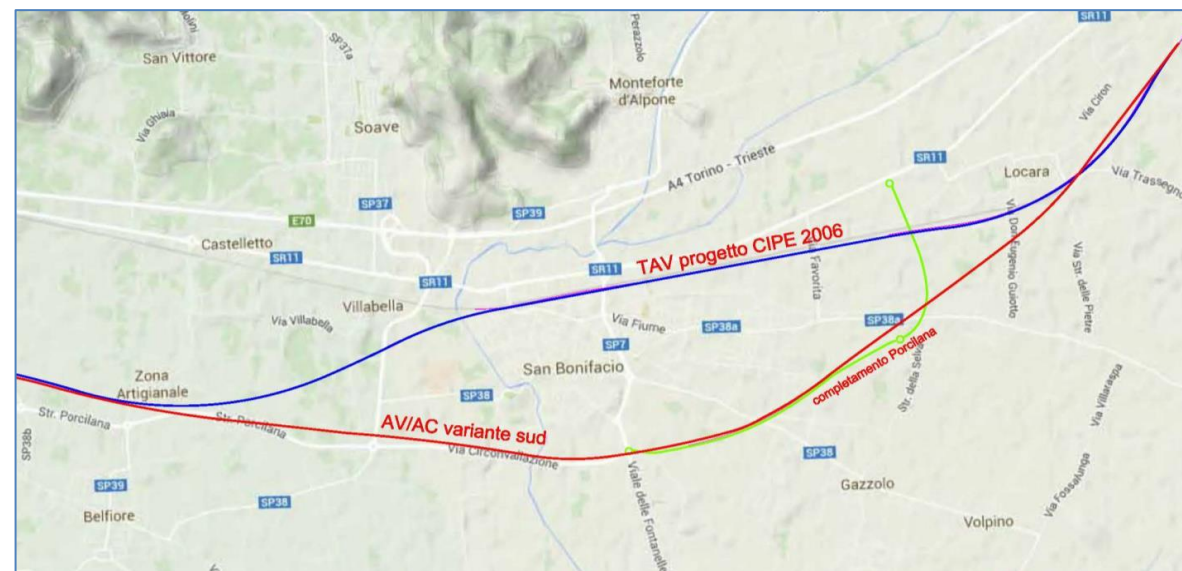 SR11
San Vittore
SP37a
Perazzolo
Monteforte
d'Alpone
Via Ghiaia
Soave
Via Ciron
A4 Torino - Trieste
SR11
Locara
Via Trassegno
SP37
SP39
E70
Castelletto
SR11
TAV progetto CIPE 2006
Via Favorita
Via Don Eugenio Guiotto
Via Str. delle Pietre
SR11
SR11
Villabella
Via Villabella
Via Fiume
SP38a
SP38a
SP7
San Bonifacio
Zona
Artigianale
completamento Porcilana
Str. della Selva
Via Villaraspa
Str. Porcilana
Str. Porcilana
SP38
AV/AC variante sud
Via Circonvallazione
SP38b
SP38
Viale delle Fontanelle
Gazzolo
Via Fossalunga
SP39
SP38
Belfiore
Volpino